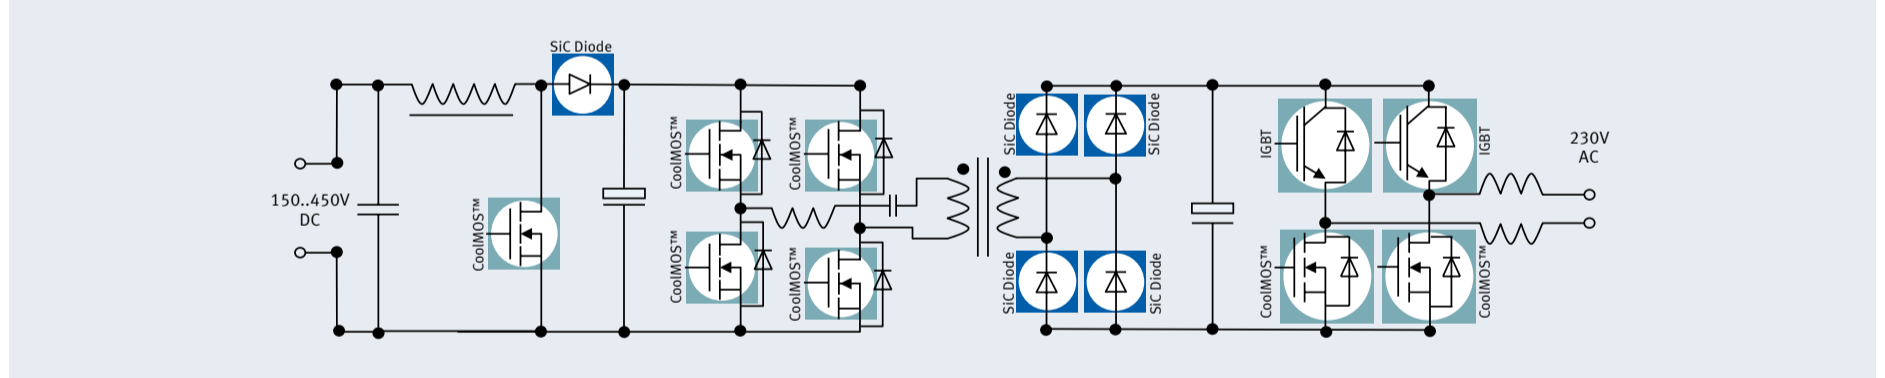 SiC Diode
150..450V
DC
CoolMOS™
CoolMOS™
CoolMOS™
CoolMOS™
CoolMOS™
SiC Diode
SiC Diode
SiC Diode
SiC Diode
IGBT
IGBT
CoolMOS™
CoolMOS™
230V
AC